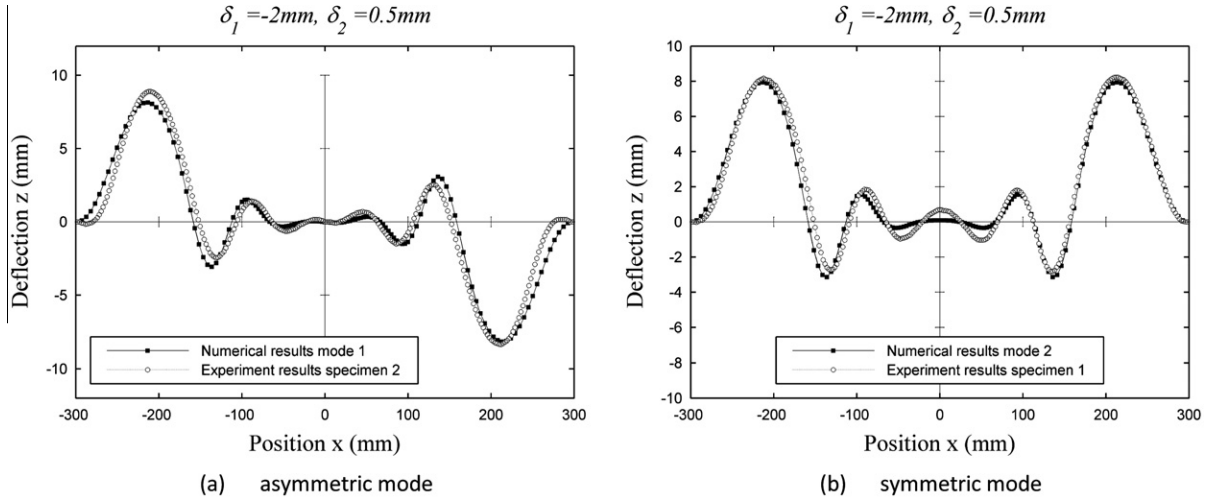 δ1 =-2mm, δ2 =0.5mm
10
5
0
-5
-10
Deflection z (mm)
Numerical results mode 1
Experiment results specimen 2
-300 -200 -100 0 100 200 300
Position x (mm)
(a) asymmetric mode
δ1 =-2mm, δ2 =0.5mm
10
8
6
4
2
0
-2
-4
-6
-8
-10
Deflection z (mm)
Numerical results mode 2
Experiment results specimen 1
-300 -200 -100 0 100 200 300
Position x (mm)
(b) symmetric mode